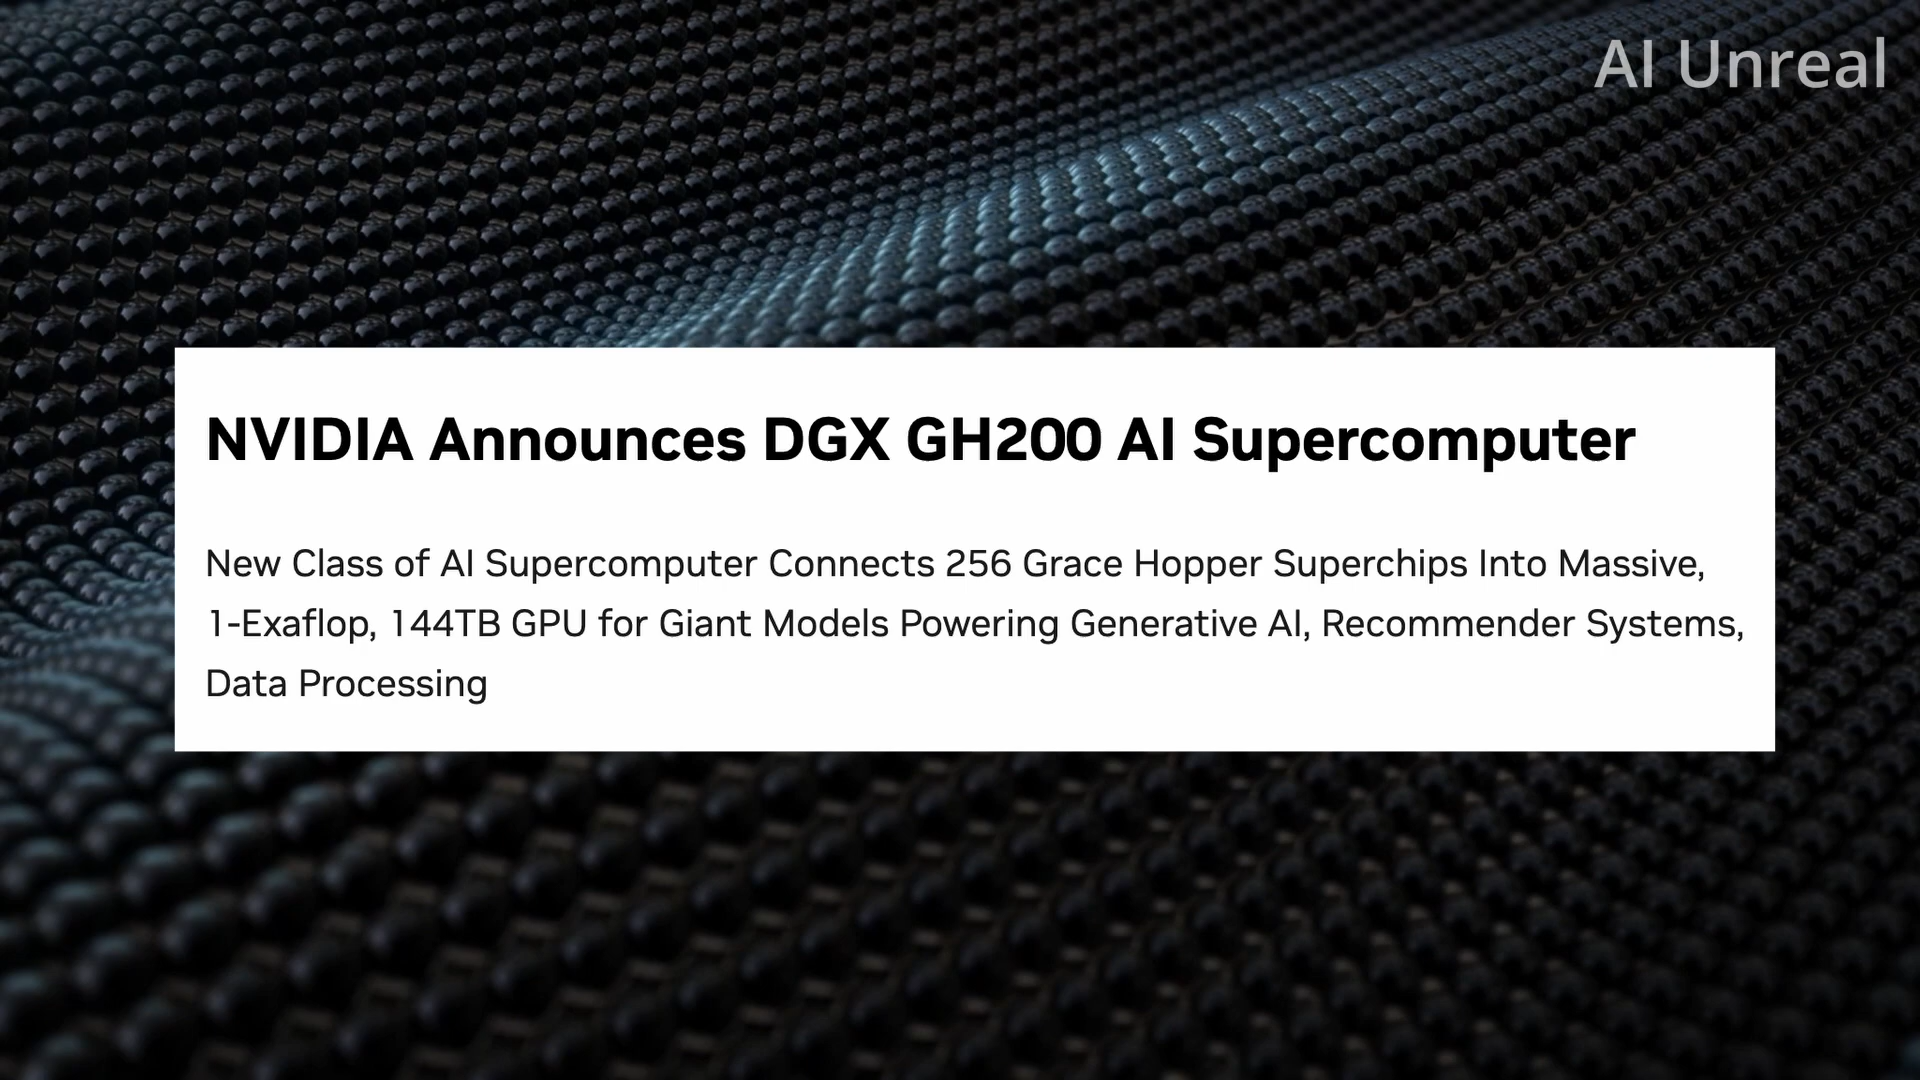 AI Unreal
NVIDIA Announces DGX GH200 AI Supercomputer
New Class of AI Supercomputer Connects 256 Grace Hopper Superchips Into Massive,
1-Exaflop, 144TB GPU for Giant Models Powering Generative AI, Recommender Systems,
Data Processing